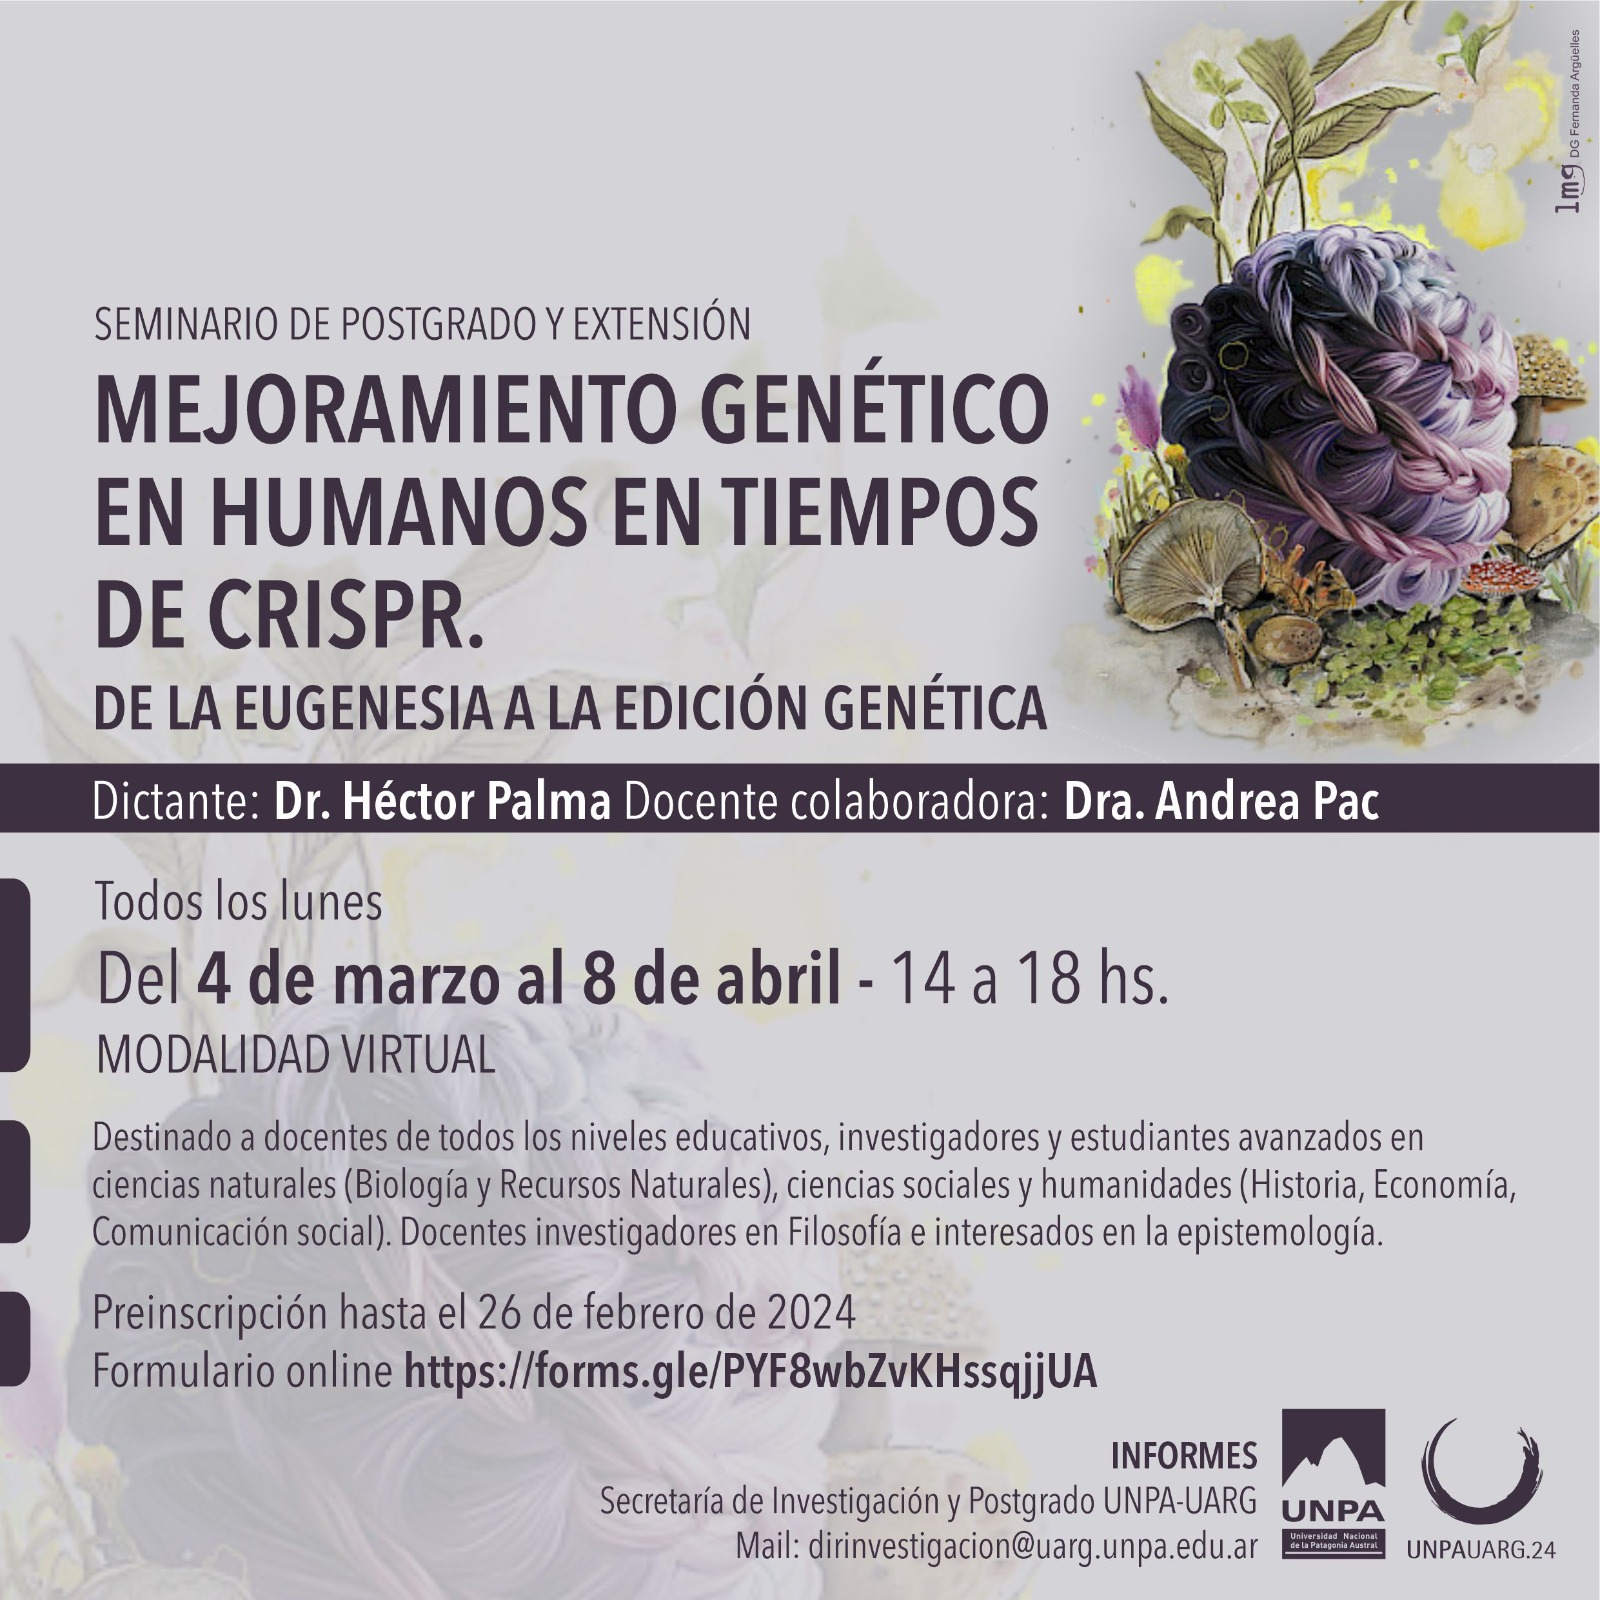 lmg DG Fernanda Argüelles
SEMINARIO DE POSTGRADO Y EXTENSIÓN
MEJORAMIENTO GENÉTICO
EN HUMANOS EN TIEMPOS
DE CRISPR.
DE LA EUGENESIA A LA EDICIÓN GENÉTICA
Dictante: Dr. Héctor Palma Docente colaboradora: Dra. Andrea Pac
Todos los lunes
Del 4 de marzo al 8 de abril - 14 a 18 hs.
MODALIDAD VIRTUAL
Destinado a docentes de todos los niveles educativos, investigadores y estudiantes avanzados en
ciencias naturales (Biología y Recursos Naturales), ciencias sociales y humanidades (Historia, Economía,
Comunicación social). Docentes investigadores en Filosofía e interesados en la epistemología.
Preinscripción hasta el 26 de febrero de 2024
Formulario online https://forms.gle/PYF8wbZvKHssqjjUA
INFORMES
Secretaría de Investigación y Postgrado UNPA-UARG
Mail: dirinvestigacion@uarg.unpa.edu.ar
UNPA
Universidad Nacional
de la Patagonia Austral
UNPAUARG.24